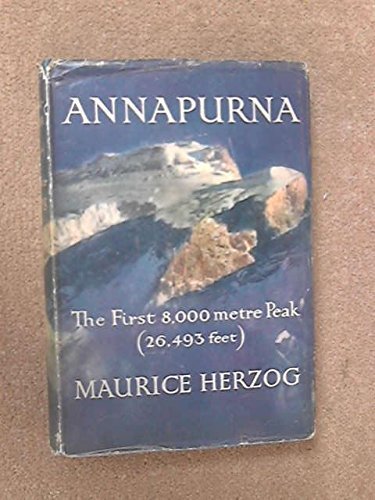 ANNAPURNA
The First 8,000 metre Peak
(26,493 feet)
MAURICE HERZOG